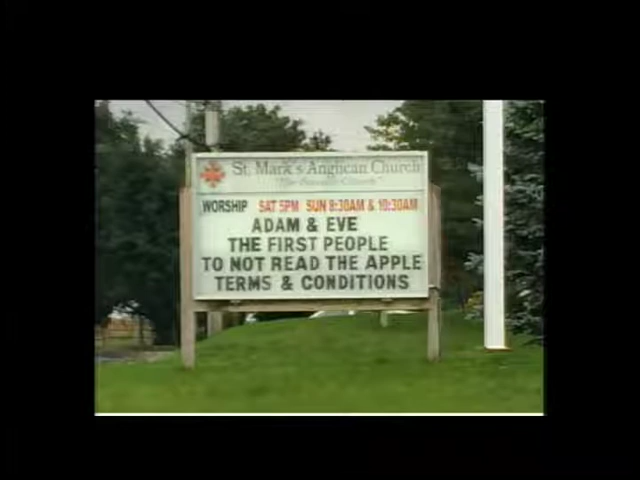 St. Mark's Anglican Church
WORSHIP SAT 5PM SUN 8:30AM & 10:30AM
ADAM & EVE
THE FIRST PEOPLE
TO NOT READ THE APPLE
TERMS & CONDITIONS